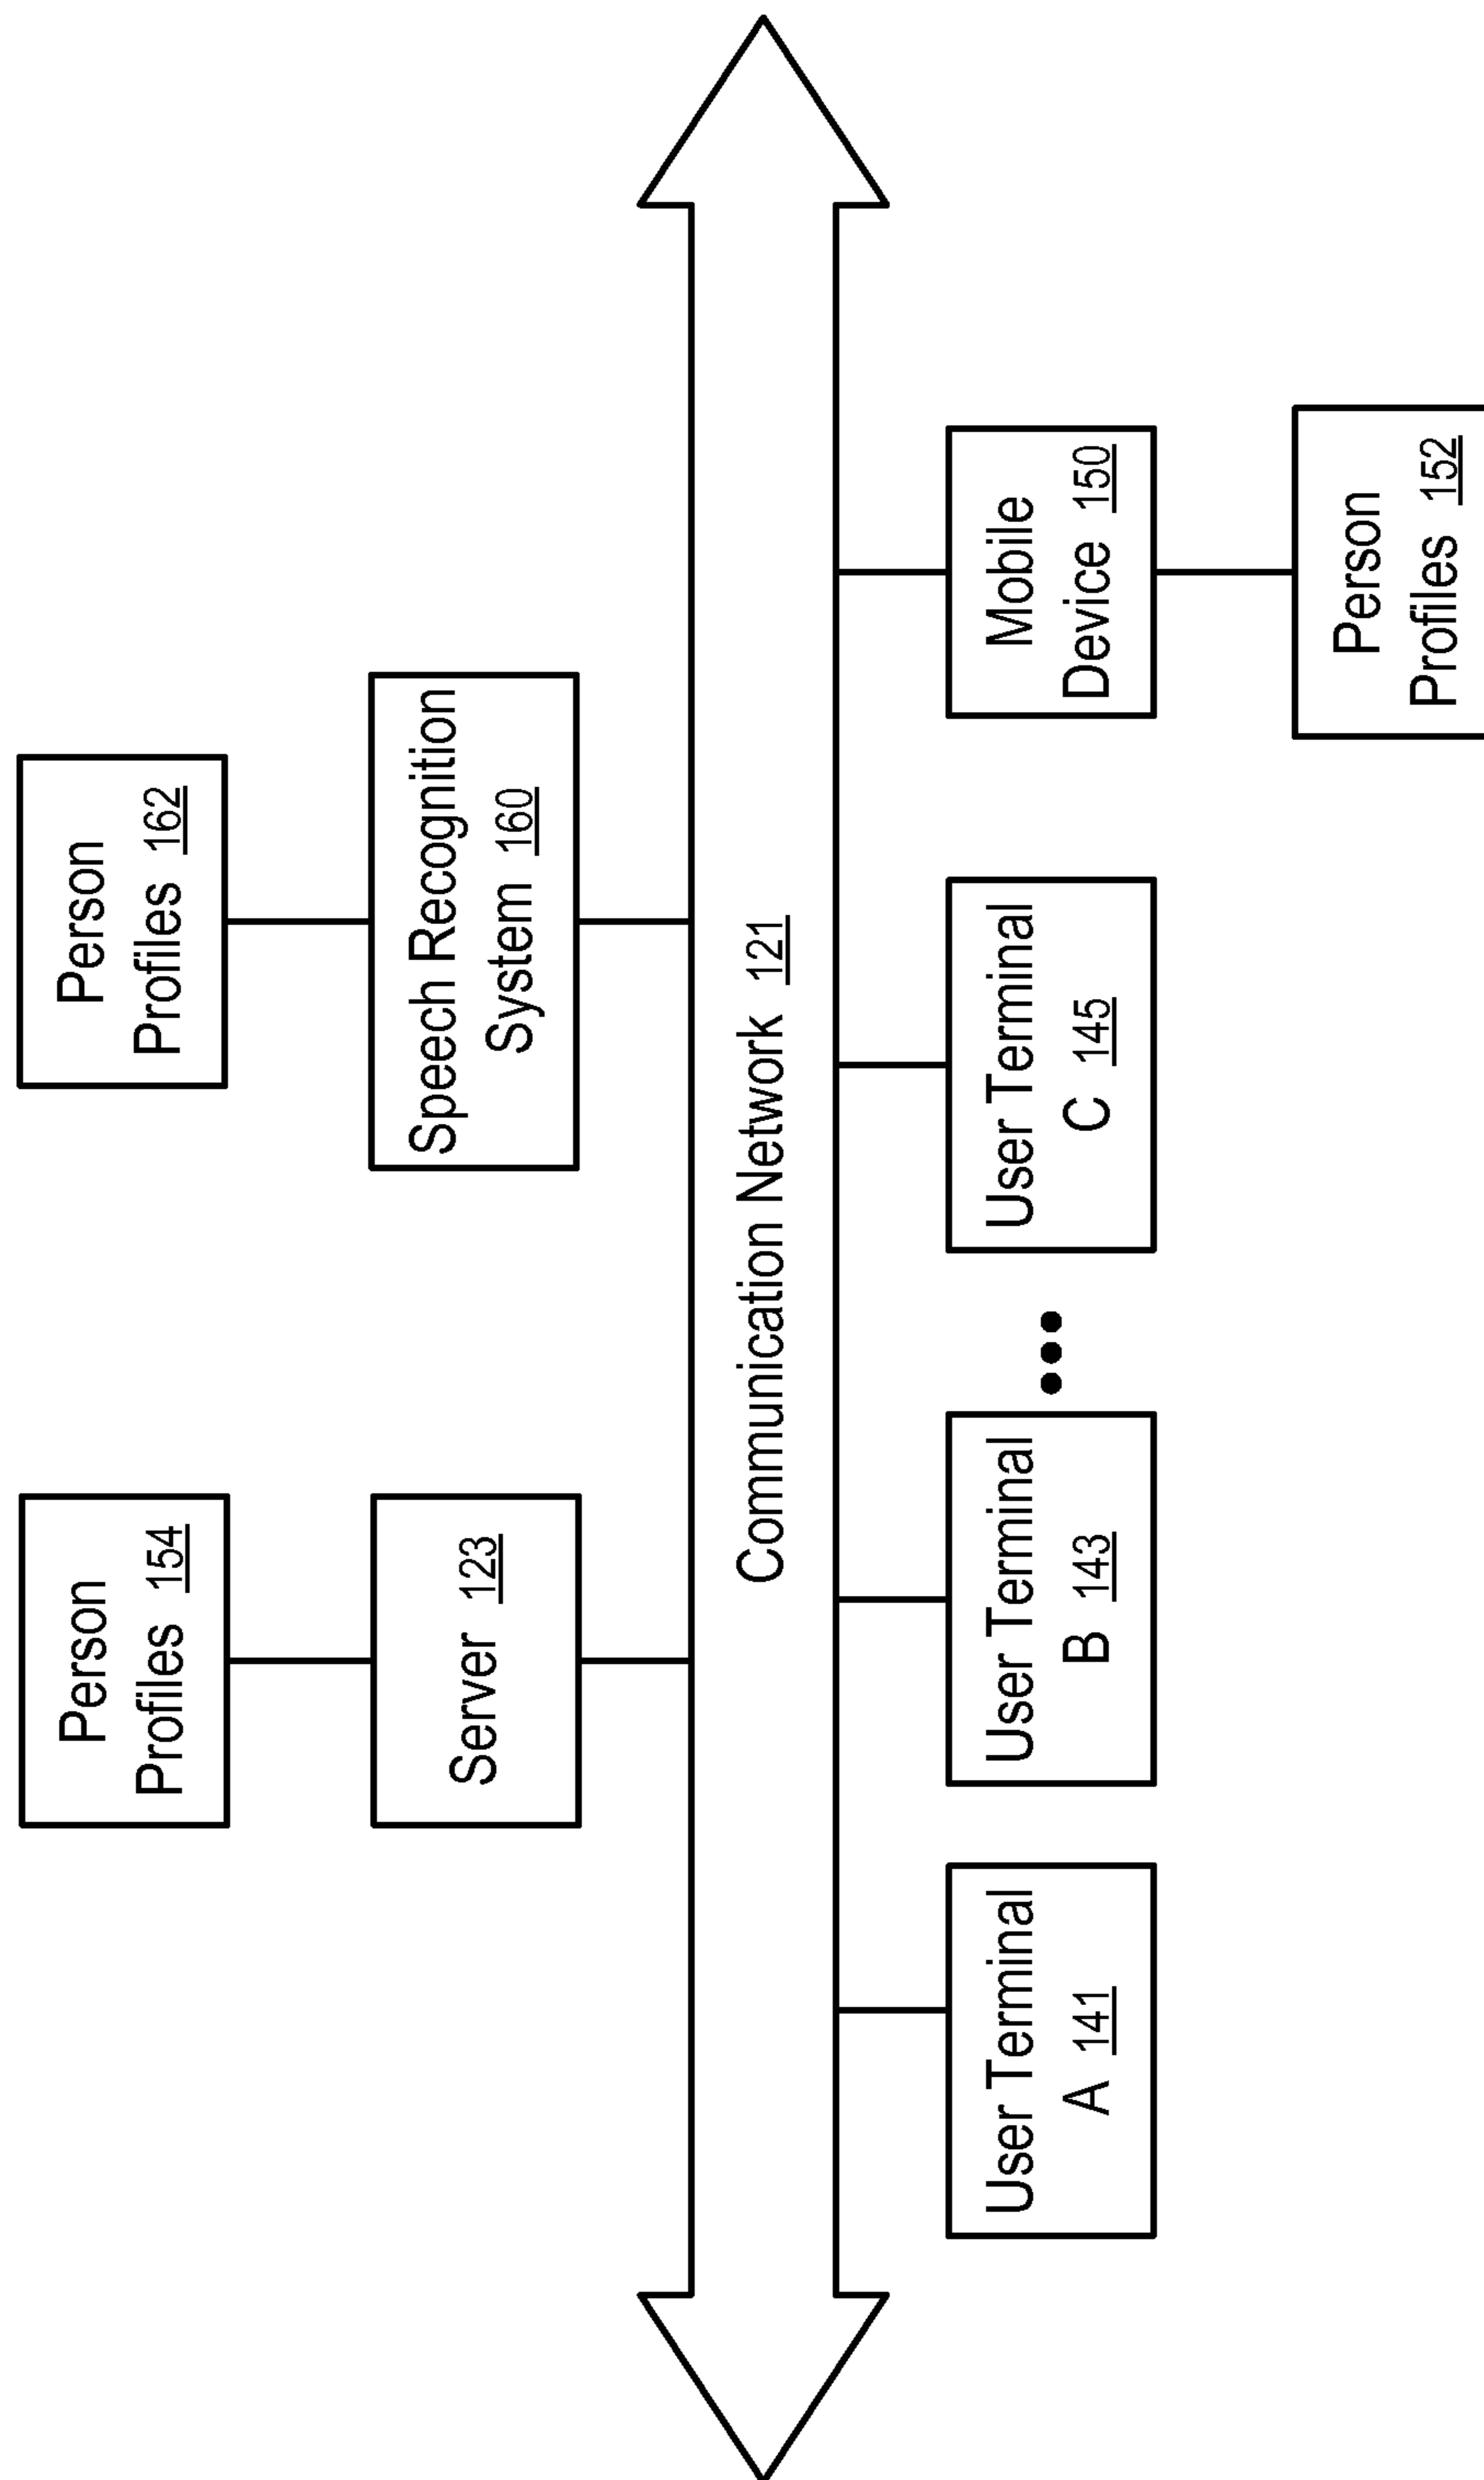 Person
Profiles 154
Person
Profiles 162
Server 123
Speech Recognition
System 160
Communication Network 121
User Terminal
A 141
User Terminal
B 143
User Terminal
C 145
Mobile
Device 150
Person
Profiles 152